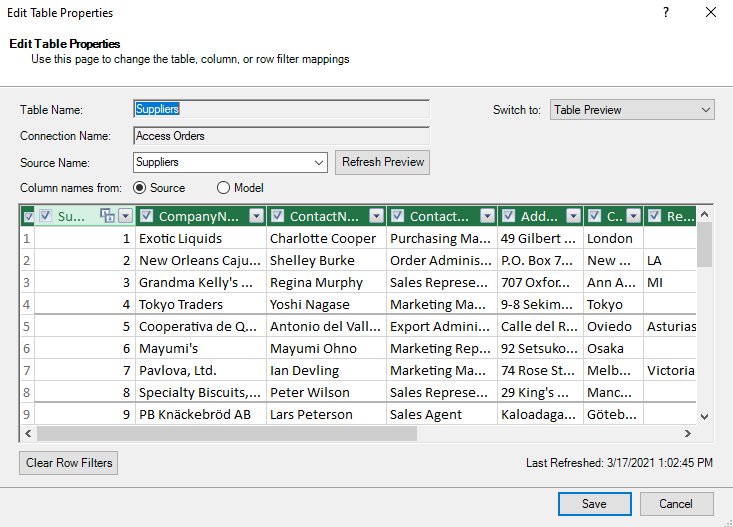 Edit Table Properties ?
Edit Table Properties
Use this page to change the table, column, or row filter mappings
Table Name: Suppliers Switch to: Table Preview
Connection Name: Access Orders
Source Name: Suppliers Refresh Preview
Column names from: Source Model
Su... CompanyN... ContactN... Contact... Add... C... Re...
1 1 Exotic Liquids Charlotte Cooper Purchasing Ma... 49 Gilbert ... London
2 2 New Orleans Caju... Shelley Burke Order Adminis... P.O. Box 7... New ... LA
3 3 Grandma Kelly's ... Regina Murphy Sales Represe... 707 Oxfor... Ann A... MI
4 4 Tokyo Traders Yoshi Nagase Marketing Ma... 9-8 Sekim... Tokyo
5 5 Cooperativa de Q... Antonio del Vall... Export Admini... Calle del R... Oviedo Asturias
6 6 Mayumi's Mayumi Ohno Marketing Rep... 92 Setsuko... Osaka
7 7 Pavlova, Ltd. Ian Devling Marketing Ma... 74 Rose St... Melb... Victoria
8 8 Specialty Biscuits,... Peter Wilson Sales Represe... 29 King's ... Manc...
9 9 PB Knäckebröd AB Lars Peterson Sales Agent Kaloadaga... Göteb...
Clear Row Filters Last Refreshed: 3/17/2021 1:02:45 PM
Save Cancel